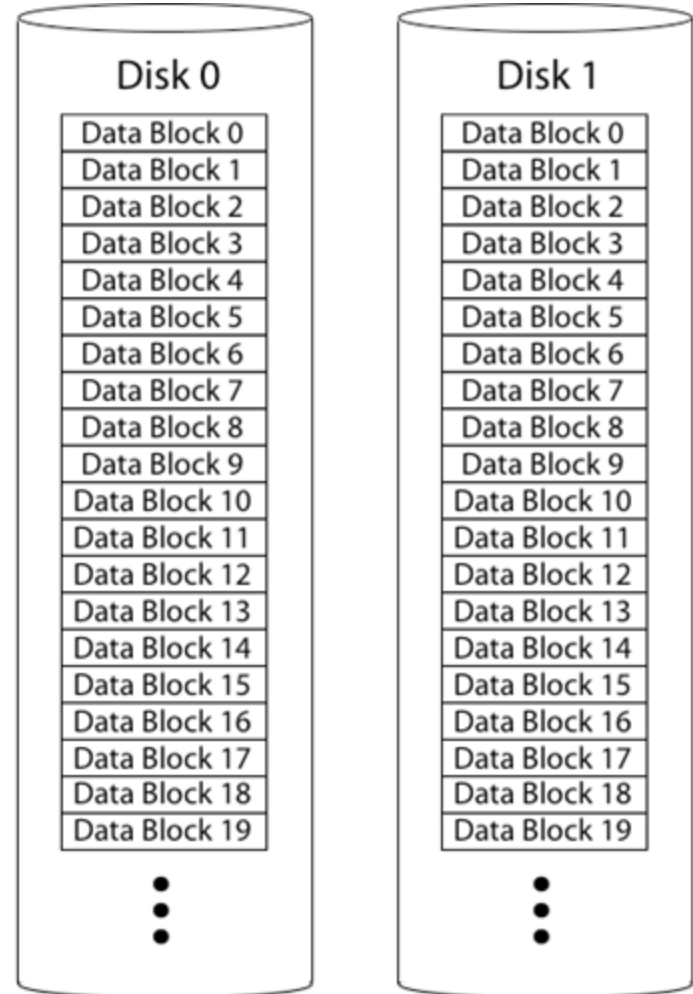 Disk 0
Data Block 0
Data Block 1
Data Block 2
Data Block 3
Data Block 4
Data Block 5
Data Block 6
Data Block 7
Data Block 8
Data Block 9
Data Block 10
Data Block 11
Data Block 12
Data Block 13
Data Block 14
Data Block 15
Data Block 16
Data Block 17
Data Block 18
Data Block 19
Disk 1
Data Block 0
Data Block 1
Data Block 2
Data Block 3
Data Block 4
Data Block 5
Data Block 6
Data Block 7
Data Block 8
Data Block 9
Data Block 10
Data Block 11
Data Block 12
Data Block 13
Data Block 14
Data Block 15
Data Block 16
Data Block 17
Data Block 18
Data Block 19